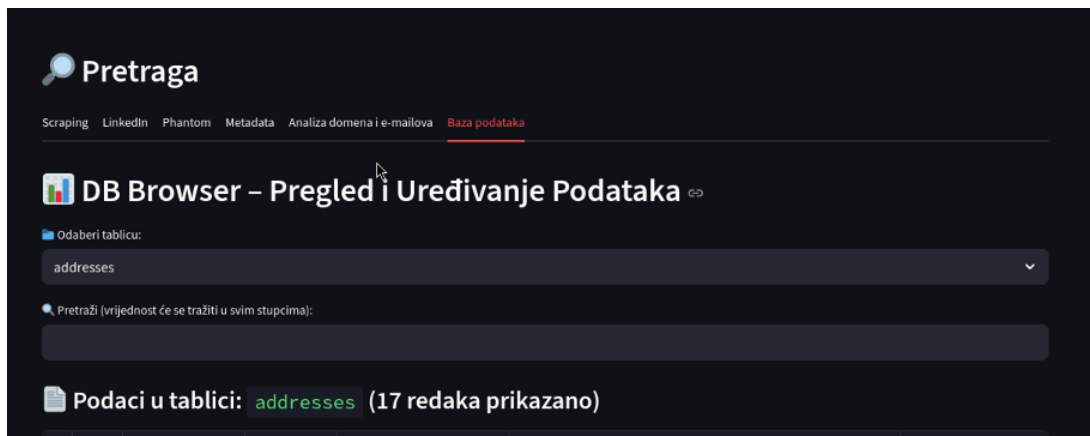 Pretraga
Scraping LinkedIn Phantom Metadata Analiza domena i e-mailova Baza podataka
DB Browser – Pregled i Uređivanje Podataka
Odaberi tablicu:
addresses
Pretraži (vrijednost će se tražiti u svim stupcima):
Podaci u tablici: addresses (17 redaka prikazano)